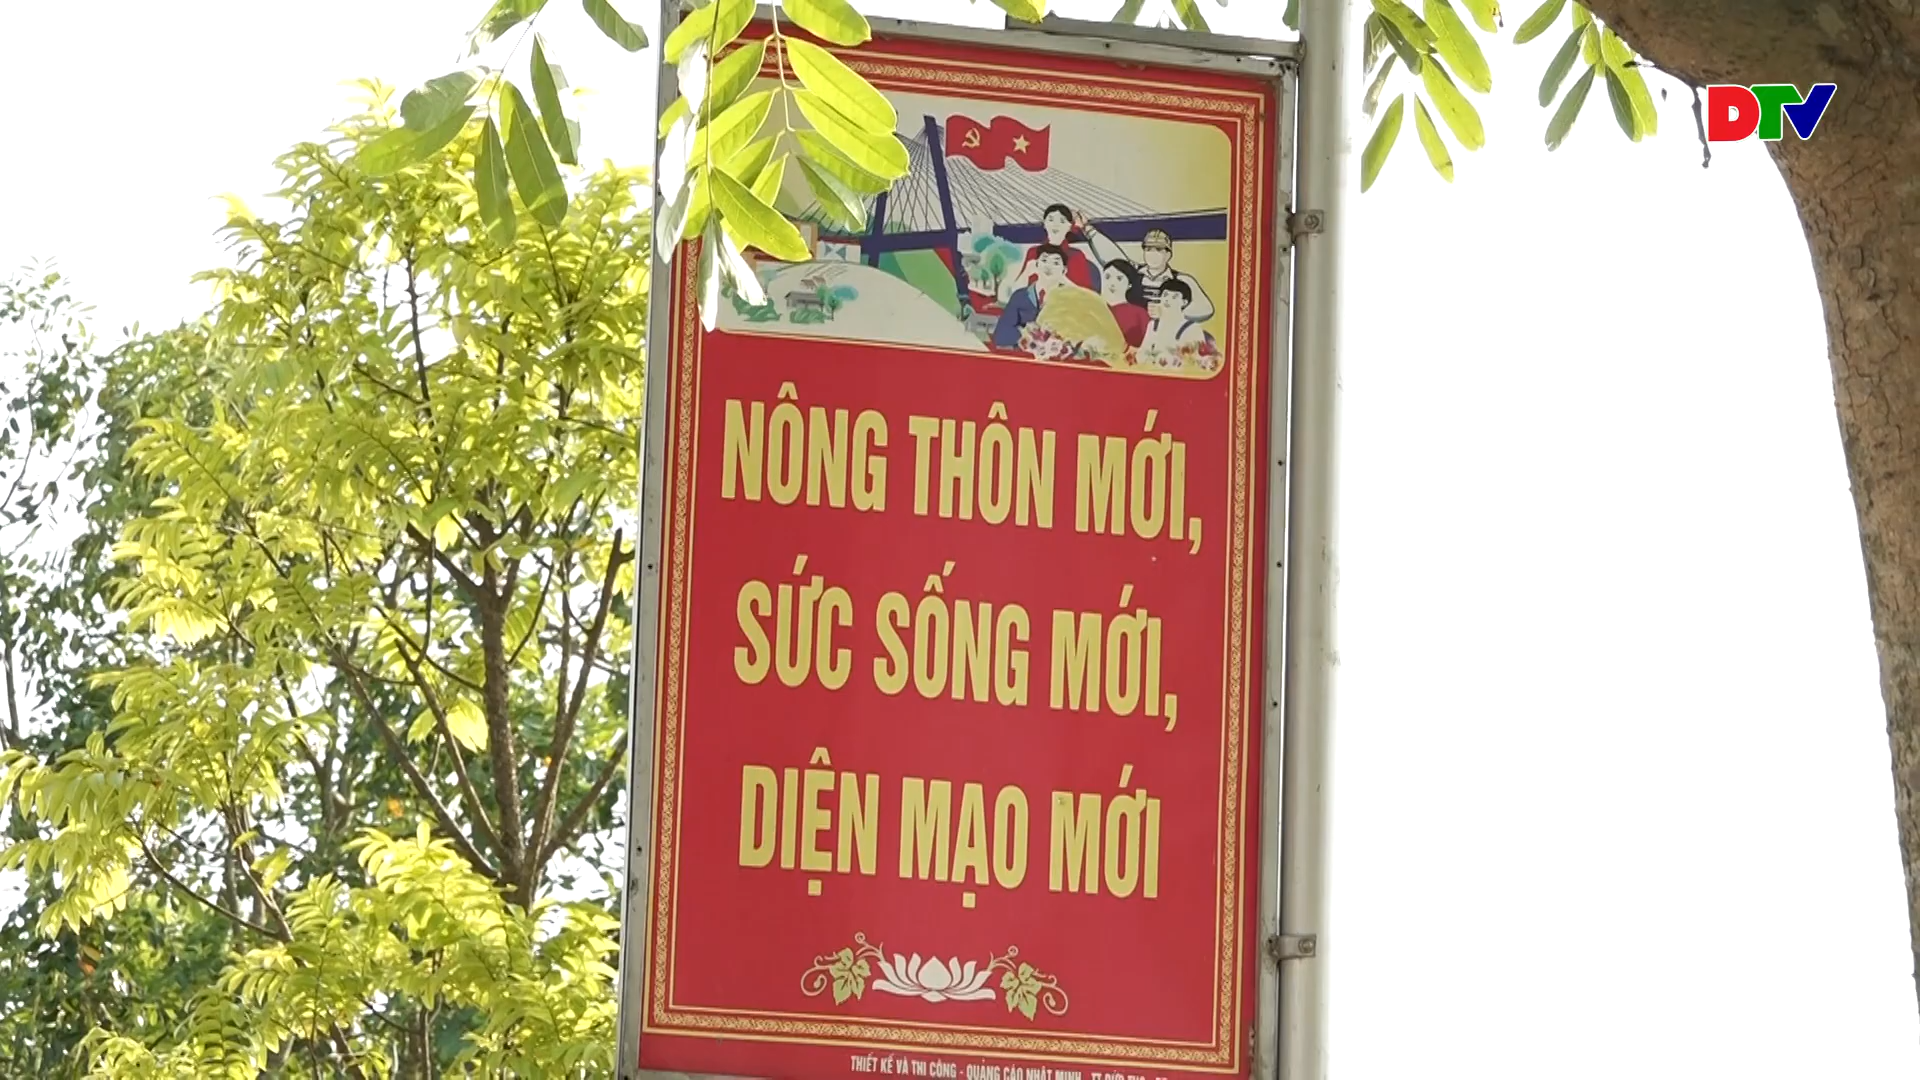 DTV
NÔNG THÔN MỚI,
SỨC SỐNG MỚI,
DIỆN MẠO MỚI
THIẾT KẾ VÀ THI CÔNG - QUẢNG CÁO NHẬT MINH - TT